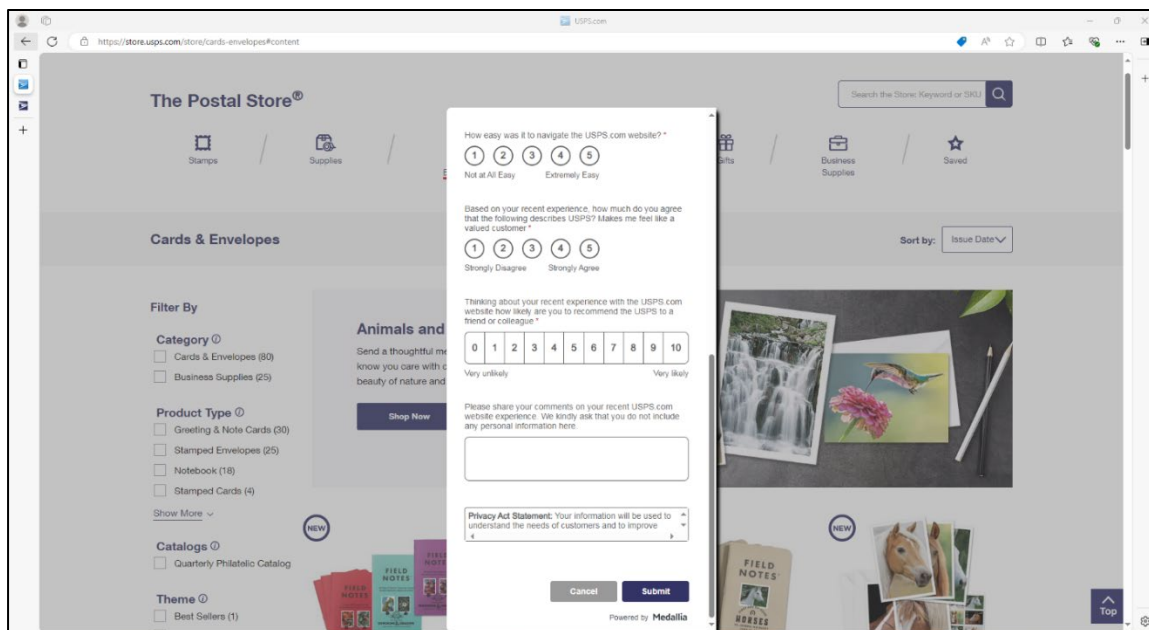 USPS.com
https://store.usps.com/store/cards-envelopes#content
The Postal Store®
Search the Store: Keyword or SKU
Stamps
Supplies
Gifts
Business
Supplies
Saved
Cards & Envelopes
Sort by:
Issue Date
Filter By
Category
Cards & Envelopes (80)
Business Supplies (25)
Product Type
Greeting & Note Cards (30)
Stamped Envelopes (25)
Notebook (18)
Stamped Cards (4)
Show More
Catalogs
Quarterly Philatelic Catalog
Theme
Best Sellers (1)
Animals and
Send a thoughtful
know you care with
beauty of nature and
Shop Now
How easy was it to navigate the USPS.com website? *
1 2 3 4 5
Not at All Easy Extremely Easy
Based on your recent experience, how much do you agree
that the following describes USPS? Makes me feel like a
valued customer *
1 2 3 4 5
Strongly Disagree Strongly Agree
Thinking about your recent experience with the USPS.com
website how likely are you to recommend the USPS to a
friend or colleague *
0 1 2 3 4 5 6 7 8 9 10
Very unlikely Very likely
Please share your comments on your recent USPS.com
website experience. We kindly ask that you do not include
any personal information here.
Privacy Act Statement: Your information will be used to
understand the needs of customers and to improve
Cancel
Submit
Powered by Medallia
NEW
FIELD
NOTES
NEW
FIELD
NOTES
HORSES
Top